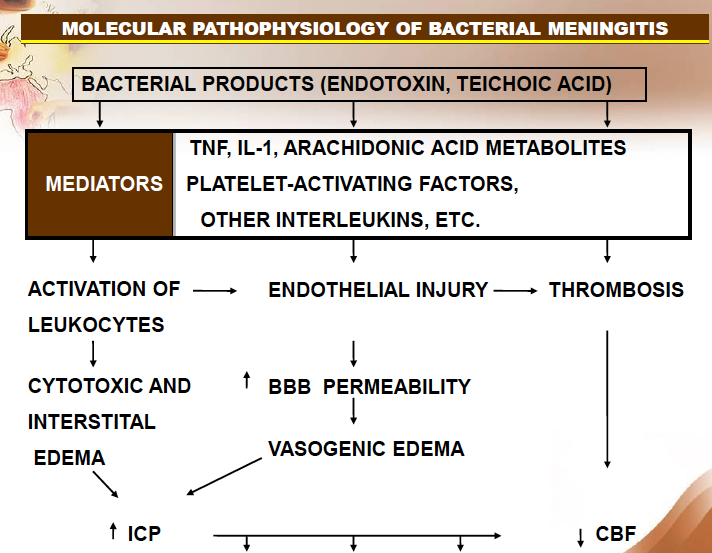 MOLECULAR PATHOPHYSIOLOGY OF BACTERIAL MENINGITIS
BACTERIAL PRODUCTS (ENDOTOXIN, TEICHOIC ACID)
MEDIATORS
TNF, IL-1, ARACHIDONIC ACID METABOLITES
PLATELET-ACTIVATING FACTORS,
OTHER INTERLEUKINS, ETC.
ACTIVATION OF
LEUKOCYTES
ENDOTHELIAL INJURY
THROMBOSIS
CYTOTOXIC AND
INTERSTITAL
EDEMA
BBB PERMEABILITY
VASOGENIC EDEMA
ICP
CBF